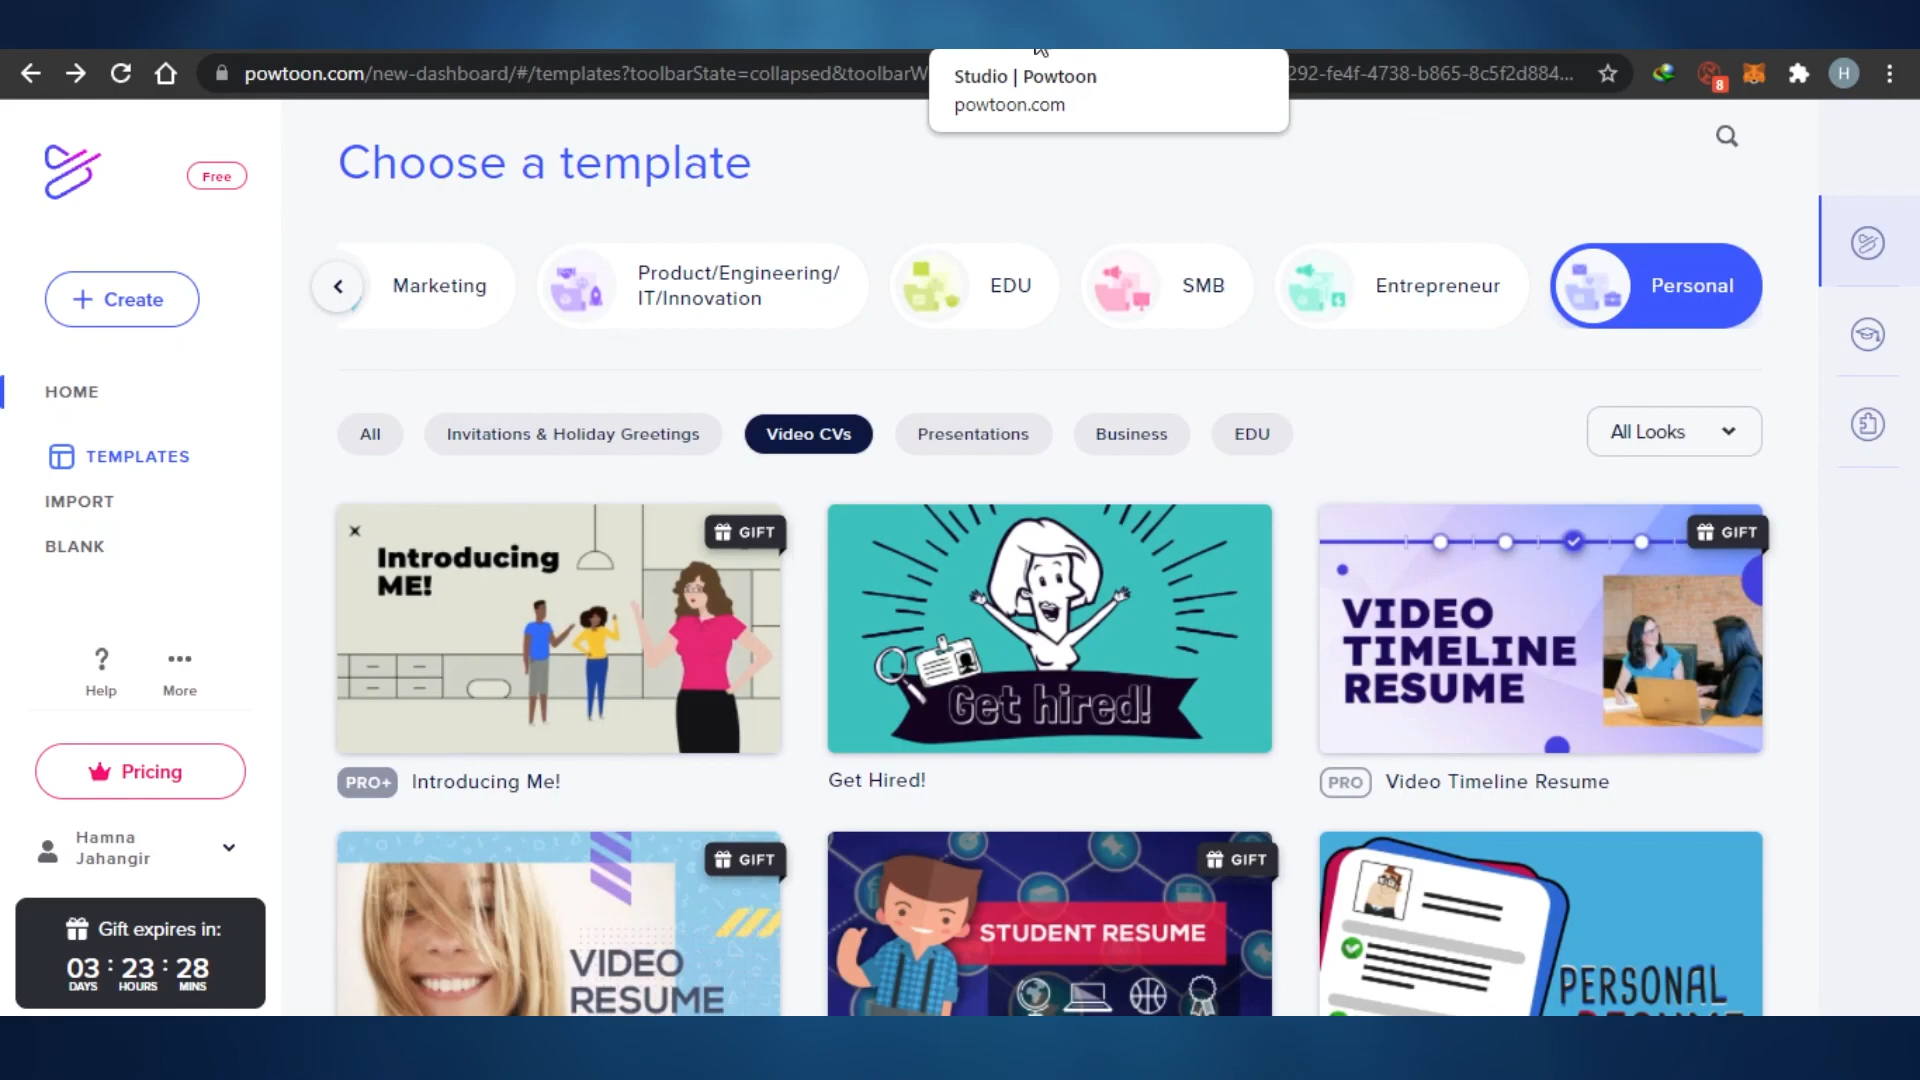 powtoon.com/new-dashboard/#/templates?toolbarState=collapsed&toolbarW
292-fe4f-4738-b865-8c5f2d884...
Studio | Powtoon
powtoon.com
8
H
Free
Choose a template
Marketing
Product/Engineering/
IT/Innovation
EDU
SMB
Entrepreneur
Personal
+ Create
HOME
TEMPLATES
IMPORT
BLANK
? Help
More
Pricing
Hamna
Jahangir
Gift expires in:
03 : 23 : 28
DAYS HOURS MINS
All
Invitations & Holiday Greetings
Video CVs
Presentations
Business
EDU
All Looks
GIFT
Introducing
ME!
PRO+ Introducing Me!
Get hired!
Get Hired!
GIFT
VIDEO
TIMELINE
RESUME
PRO Video Timeline Resume
GIFT
VIDEO
RESUME
GIFT
STUDENT RESUME
PERSONAL